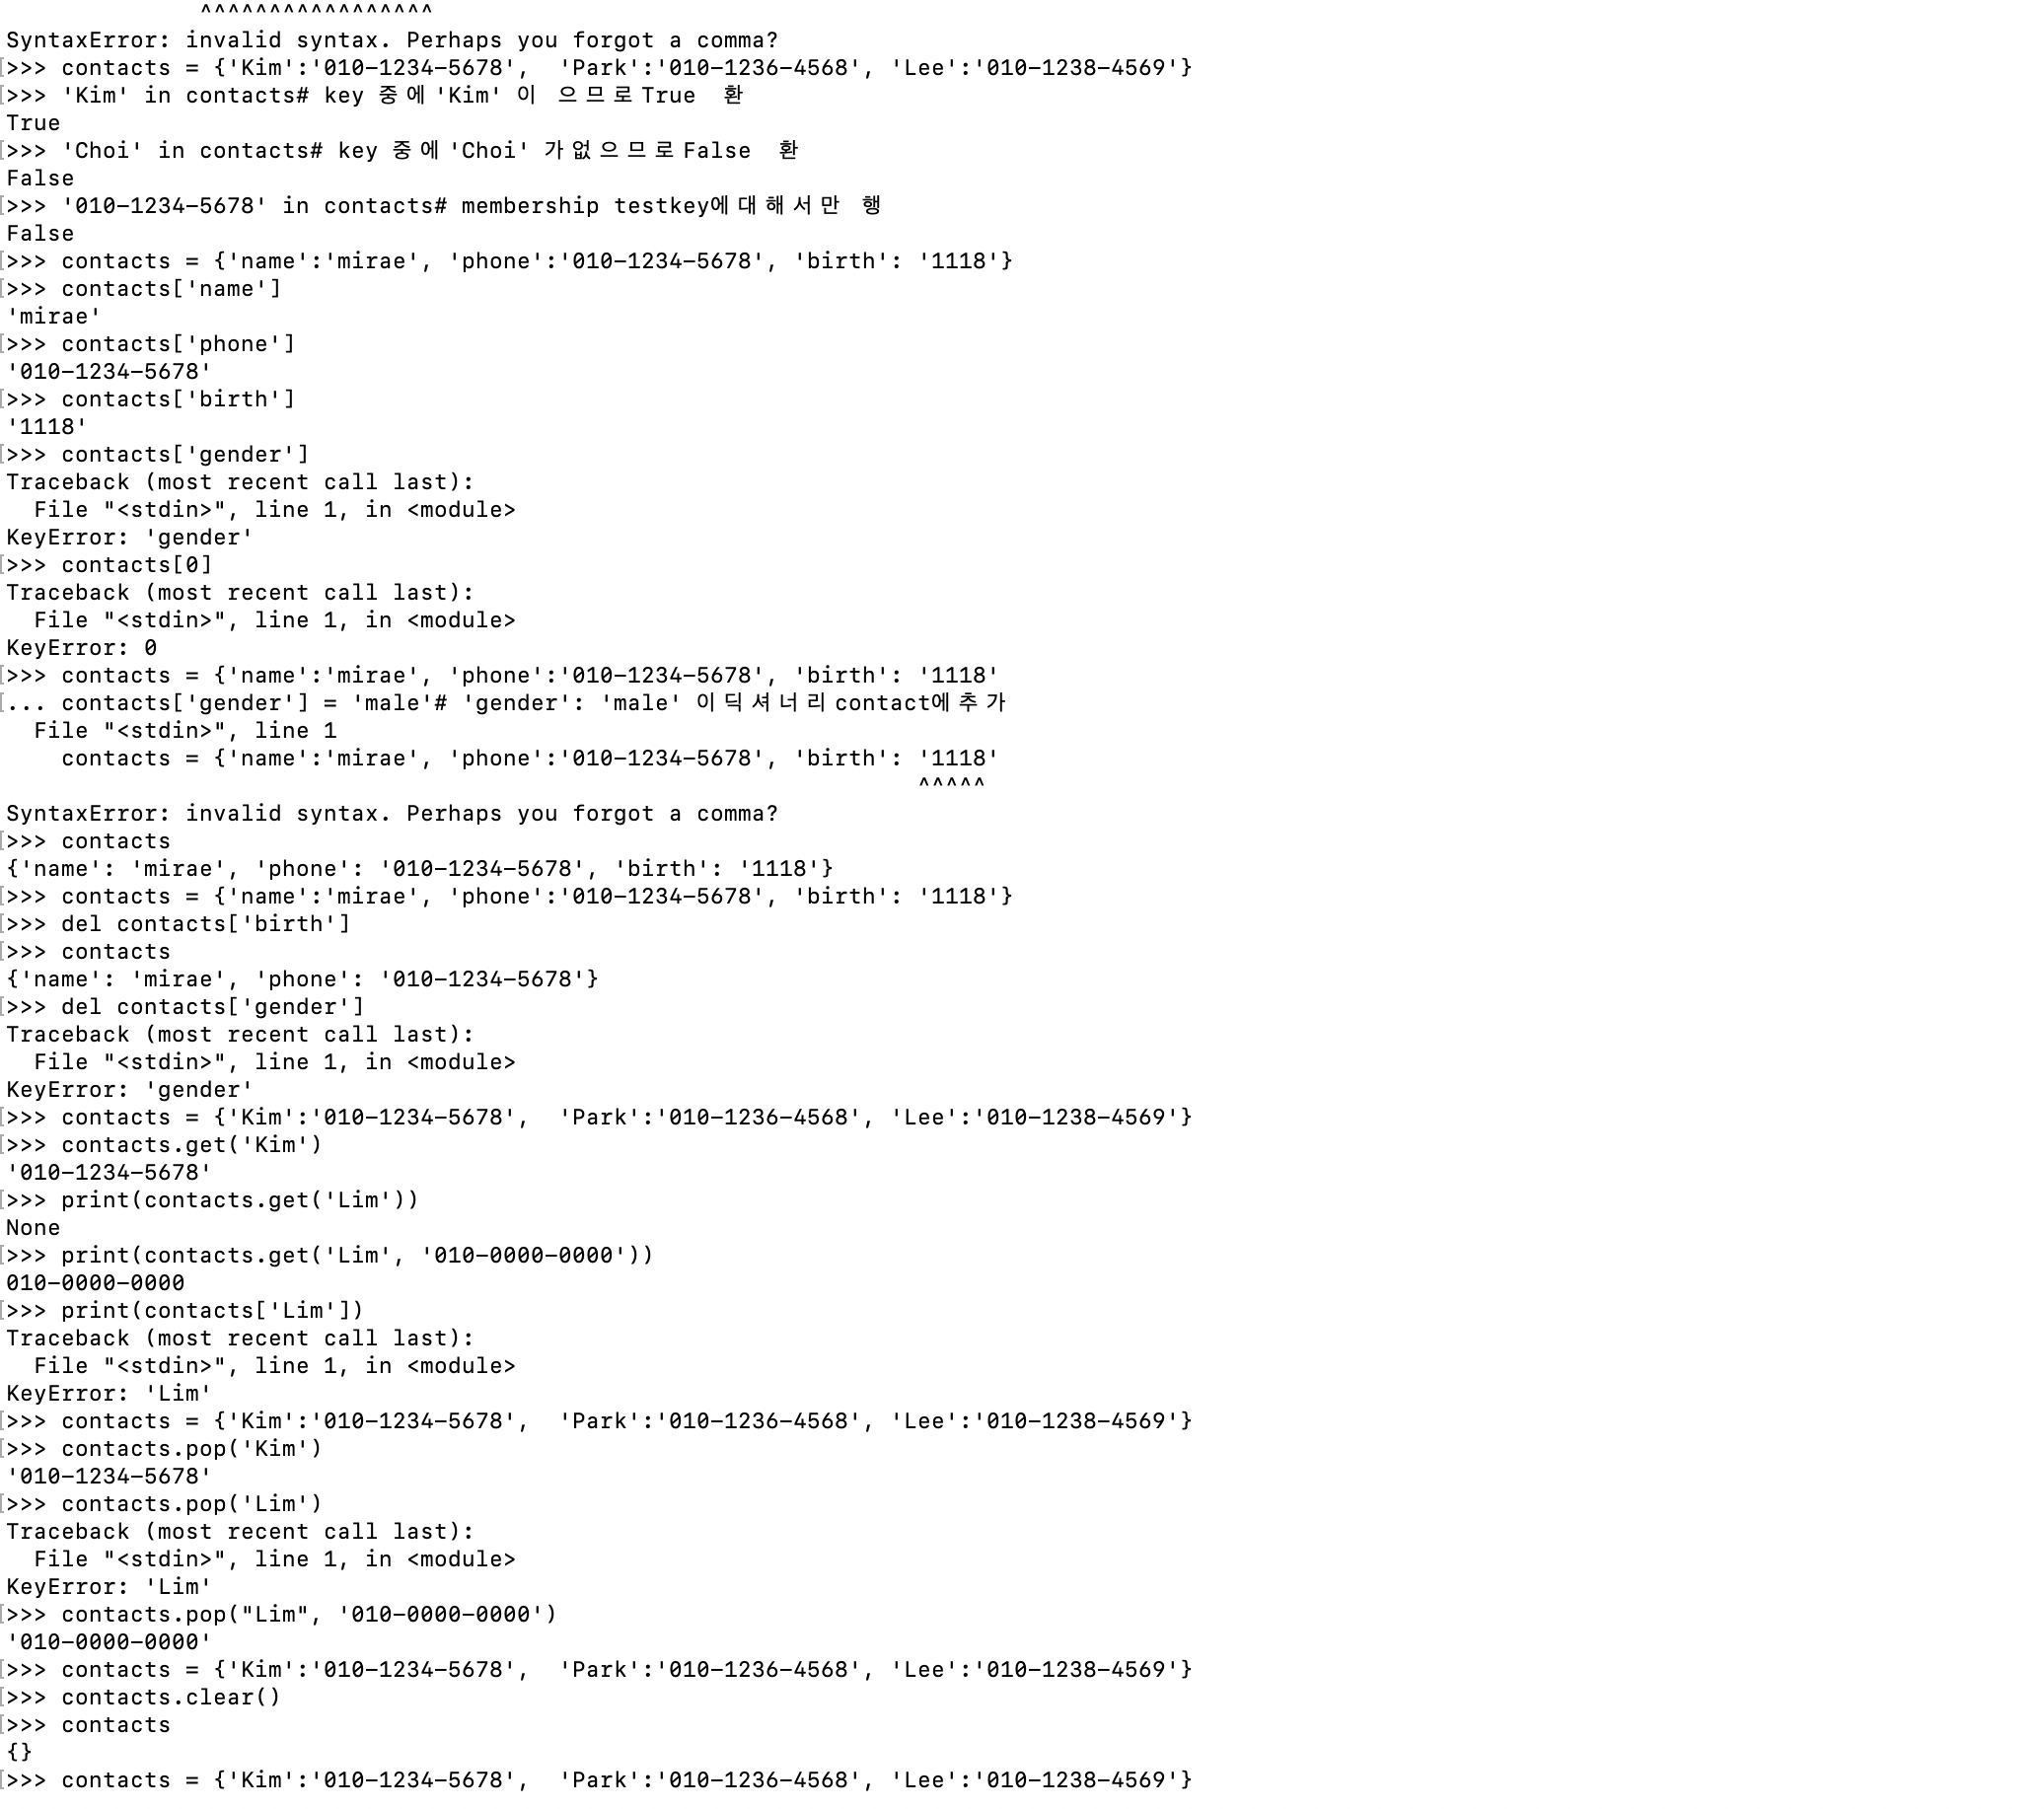 ^^^^^^^^^^^^^^^^^
SyntaxError: invalid syntax. Perhaps you forgot a comma?
>>> contacts = {'Kim':'010-1234-5678',  'Park':'010-1236-4568', 'Lee':'010-1238-4569'}
>>> 'Kim' in contacts# key 중에'Kim' 이 으므로True 환
True
>>> 'Choi' in contacts# key 중에'Choi' 가없으므로False 환
False
>>> '010-1234-5678' in contacts# membership testkey에대해서만 행
False
>>> contacts = {'name':'mirae', 'phone':'010-1234-5678', 'birth': '1118'}
>>> contacts['name']
'mirae'
>>> contacts['phone']
'010-1234-5678'
>>> contacts['birth']
'1118'
>>> contacts['gender']
Traceback (most recent call last):
  File "<stdin>", line 1, in <module>
KeyError: 'gender'
>>> contacts[0]
Traceback (most recent call last):
  File "<stdin>", line 1, in <module>
KeyError: 0
>>> contacts = {'name':'mirae', 'phone':'010-1234-5678', 'birth': '1118'
... contacts['gender'] = 'male'# 'gender': 'male' 이딕셔너리contact에추가
  File "<stdin>", line 1
    contacts = {'name':'mirae', 'phone':'010-1234-5678', 'birth': '1118'
                                                                  ^^^^^
SyntaxError: invalid syntax. Perhaps you forgot a comma?
>>> contacts
{'name': 'mirae', 'phone': '010-1234-5678', 'birth': '1118'}
>>> contacts = {'name':'mirae', 'phone':'010-1234-5678', 'birth': '1118'}
>>> del contacts['birth']
>>> contacts
{'name': 'mirae', 'phone': '010-1234-5678'}
>>> del contacts['gender']
Traceback (most recent call last):
  File "<stdin>", line 1, in <module>
KeyError: 'gender'
>>> contacts = {'Kim':'010-1234-5678',  'Park':'010-1236-4568', 'Lee':'010-1238-4569'}
>>> contacts.get('Kim')
'010-1234-5678'
>>> print(contacts.get('Lim'))
None
>>> print(contacts.get('Lim', '010-0000-0000'))
010-0000-0000
>>> print(contacts['Lim'])
Traceback (most recent call last):
  File "<stdin>", line 1, in <module>
KeyError: 'Lim'
>>> contacts = {'Kim':'010-1234-5678',  'Park':'010-1236-4568', 'Lee':'010-1238-4569'}
>>> contacts.pop('Kim')
'010-1234-5678'
>>> contacts.pop('Lim')
Traceback (most recent call last):
  File "<stdin>", line 1, in <module>
KeyError: 'Lim'
>>> contacts.pop("Lim", '010-0000-0000')
'010-0000-0000'
>>> contacts = {'Kim':'010-1234-5678',  'Park':'010-1236-4568', 'Lee':'010-1238-4569'}
>>> contacts.clear()
>>> contacts
{}
>>> contacts = {'Kim':'010-1234-5678',  'Park':'010-1236-4568', 'Lee':'010-1238-4569'}